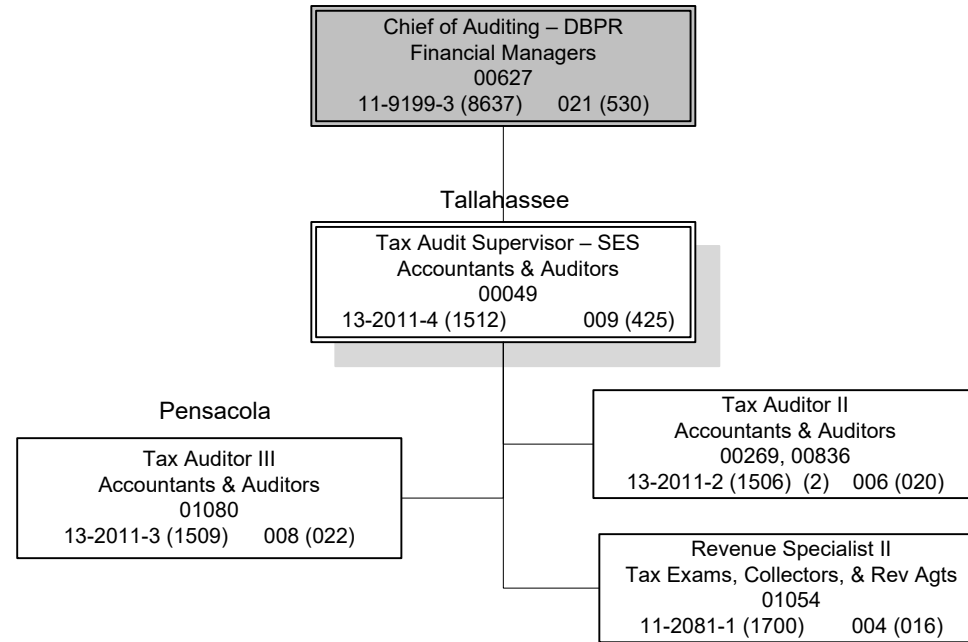 Chief of Auditing – DBPR
Financial Managers
00627
11-9199-3 (8637) 021 (530)
Tallahassee
Tax Audit Supervisor – SES
Accountants & Auditors
00049
13-2011-4 (1512) 009 (425)
Pensacola
Tax Auditor III
Accountants & Auditors
01080
13-2011-3 (1509) 008 (022)
Tax Auditor II
Accountants & Auditors
00269, 00836
13-2011-2 (1506) (2) 006 (020)
Revenue Specialist II
Tax Exams, Collectors, & Rev Agts
01054
11-2081-1 (1700) 004 (016)